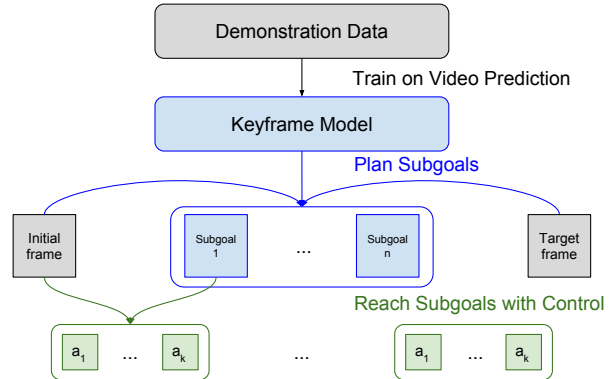 Demonstration Data
Train on Video Prediction
Keyframe Model
Plan Subgoals
Initial
frame
Subgoal
1
...
Subgoal
n
Target
frame
Reach Subgoals with Control
a₁ ... aₖ ... a₁ ... aₖ